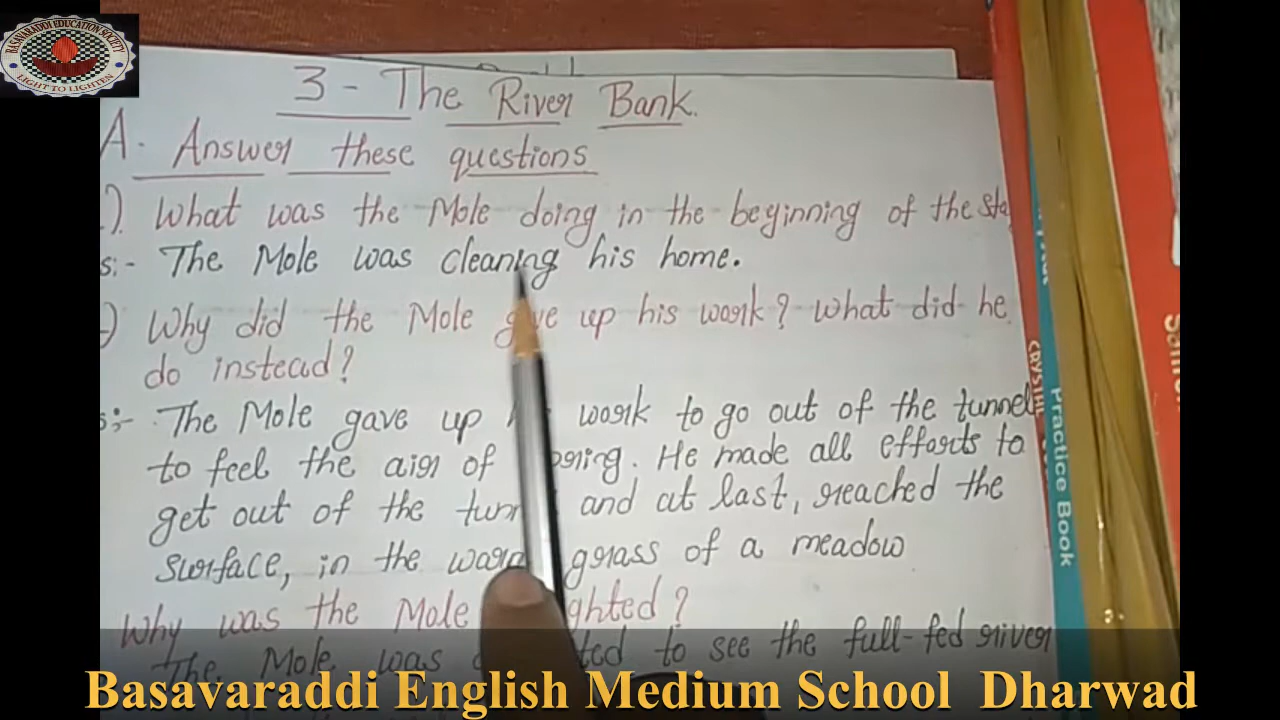 BASAVARADDI EDUCATION SOCIETY
LIGHT TO LIGHTEN
3 - The River Bank.
A. Answer these questions
.) What was the Mole doing in the beginning of the
s:- The Mole was cleaning his home.
Why did the Mole give up his work? What did he
do instead?
s:- The Mole gave up work to go out of the tunnel
to feel the air of. He made all efforts to
get out of the and at last, reached the
surface, in the grass of a meadow
Why was the Mole ghted?
The Mole was ted to see the full-fed river
Practice Book
Basavaraddi English Medium School Dharwad